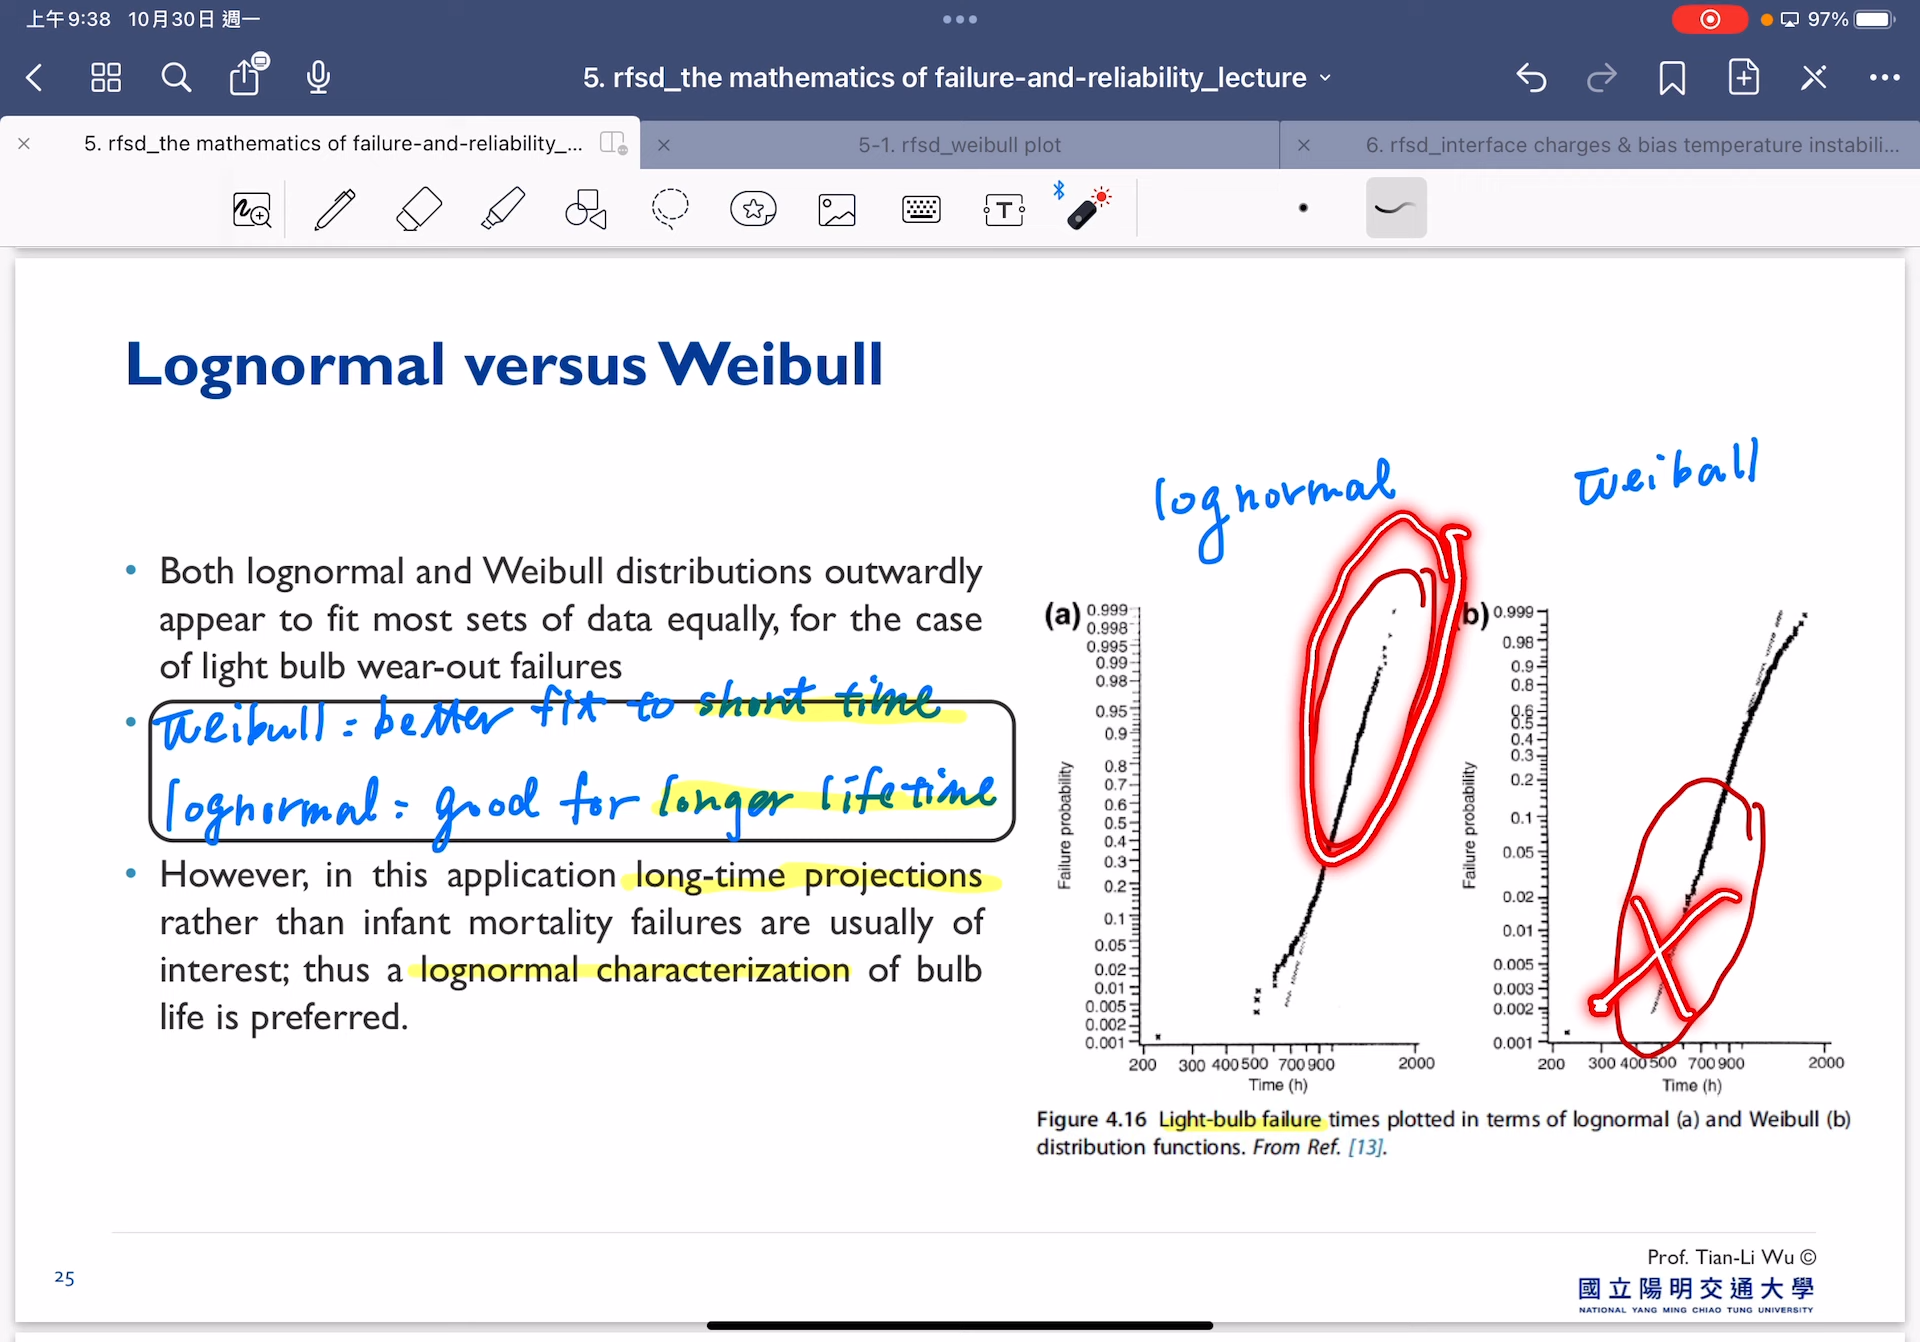 上午9:38 10月30日 週一
97%
5. rfsd_the mathematics of failure-and-reliability_lecture
5. rfsd_the mathematics of failure-and-reliability_...
5-1. rfsd_weibull plot
6. rfsd_interface charges & bias temperature instabili...
Lognormal versus Weibull
• Both lognormal and Weibull distributions outwardly
appear to fit most sets of data equally, for the case
of light bulb wear-out failures
• Weibull = better fit to short time
lognormal = good for longer lifetime
• However, in this application long-time projections
rather than infant mortality failures are usually of
interest; thus a lognormal characterization of bulb
life is preferred.
lognormal
weiball
(a)
Failure probability
0.999
0.998
0.995
0.99
0.98
0.95
0.9
0.8
0.7
0.6
0.5
0.4
0.3
0.2
0.1
0.05
0.02
0.01
0.005
0.002
0.001
200 300 400 500 700 900 2000
Time (h)
b)
Failure probability
0.999
0.98
0.9
0.8
0.6
0.5
0.4
0.3
0.2
0.1
0.05
0.02
0.01
0.005
0.003
0.002
0.001
200 300 400 500 700 900 2000
Time (h)
Figure 4.16 Light-bulb failure times plotted in terms of lognormal (a) and Weibull (b)
distribution functions. From Ref. [13].
25
Prof. Tian-Li Wu ©
國立陽明交通大學
NATIONAL YANG MING CHIAO TUNG UNIVERSITY